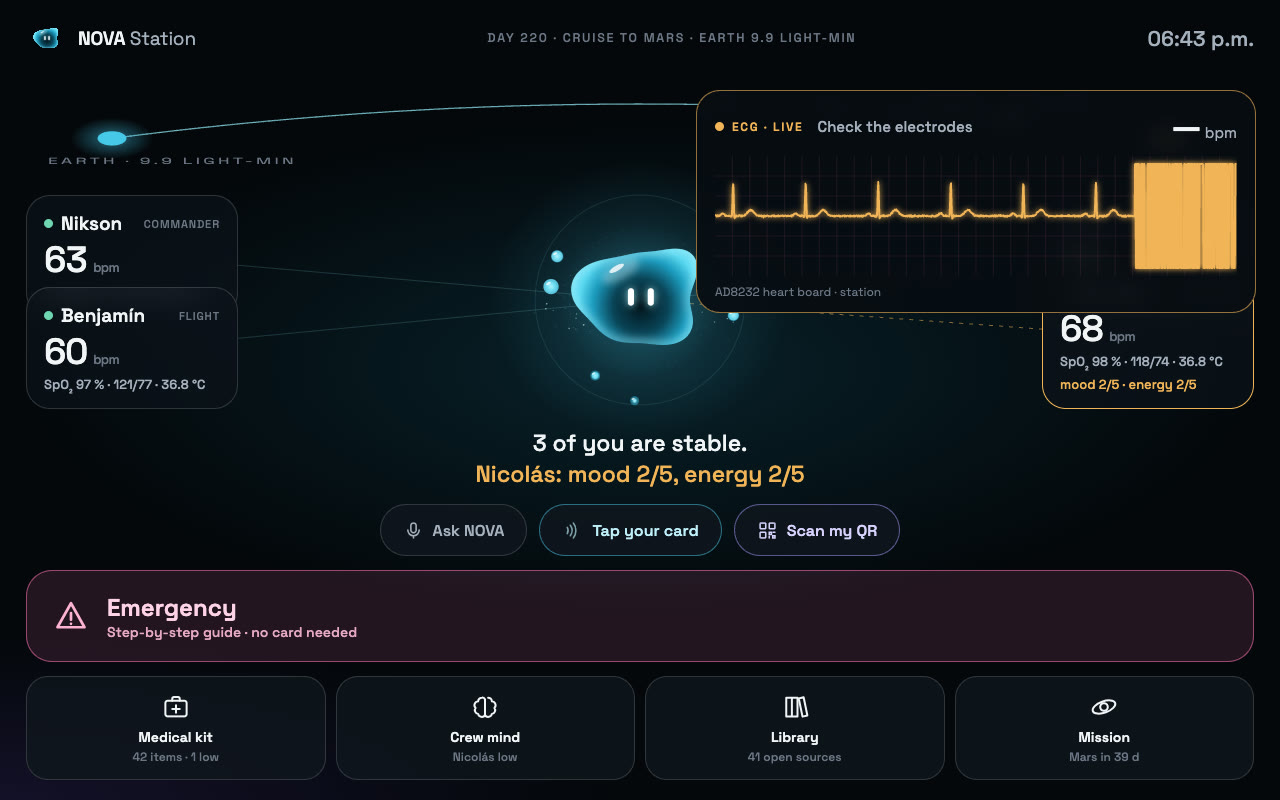 NOVA Station
DAY 220 · CRUISE TO MARS · EARTH 9.9 LIGHT-MIN
06:43 p.m.
EARTH · 9.9 LIGHT-MIN
ECG · LIVE Check the electrodes
— bpm
AD8232 heart board · station
Nikson COMMANDER
63 bpm
Benjamín FLIGHT
60 bpm
SpO₂ 97 % · 121/77 · 36.8 °C
68 bpm
SpO₂ 98 % · 118/74 · 36.8 °C
mood 2/5 · energy 2/5
3 of you are stable.
Nicolás: mood 2/5, energy 2/5
Ask NOVA
Tap your card
Scan my QR
Emergency
Step-by-step guide · no card needed
Medical kit
42 items · 1 low
Crew mind
Nicolás low
Library
41 open sources
Mission
Mars in 39 d